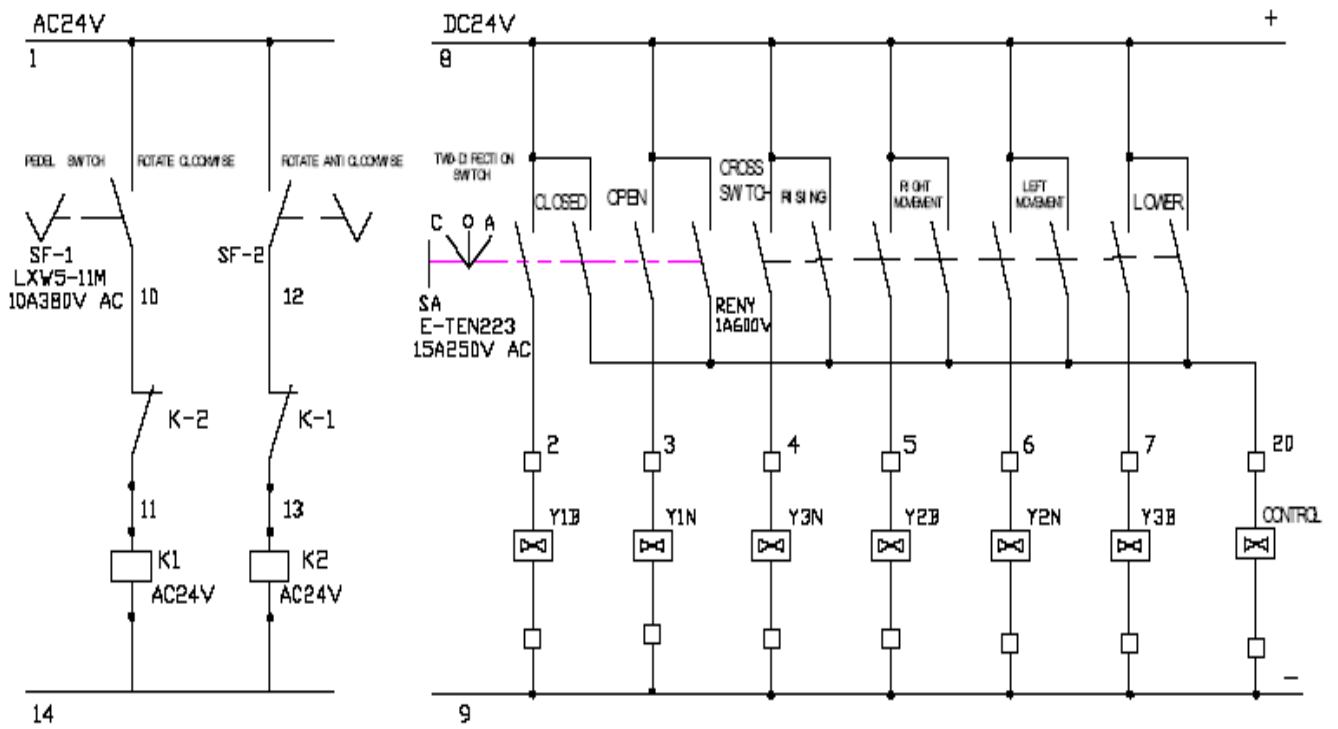 AC24V
1
DC24V
+
8
PEDEL SWITCH
ROTATE CLOCKWISE
ROTATE ANTI CLOCKWISE
SF-1
LXW5-11M
10A380V AC
10
SF-2
12
K-2
K-1
11
13
K1
AC24V
K2
AC24V
14
TWO-DIRECTION
SWITCH
C O A
CLOSED
OPEN
CROSS
SWITCH
RISING
RIGHT
MOVEMENT
LEFT
MOVEMENT
LOWER
SA
E-TEN223
15A250V AC
RENY
1A600V
2
3
4
5
6
7
20
Y1B
Y1N
Y3N
Y2B
Y2N
Y3B
CONTROL
9
-